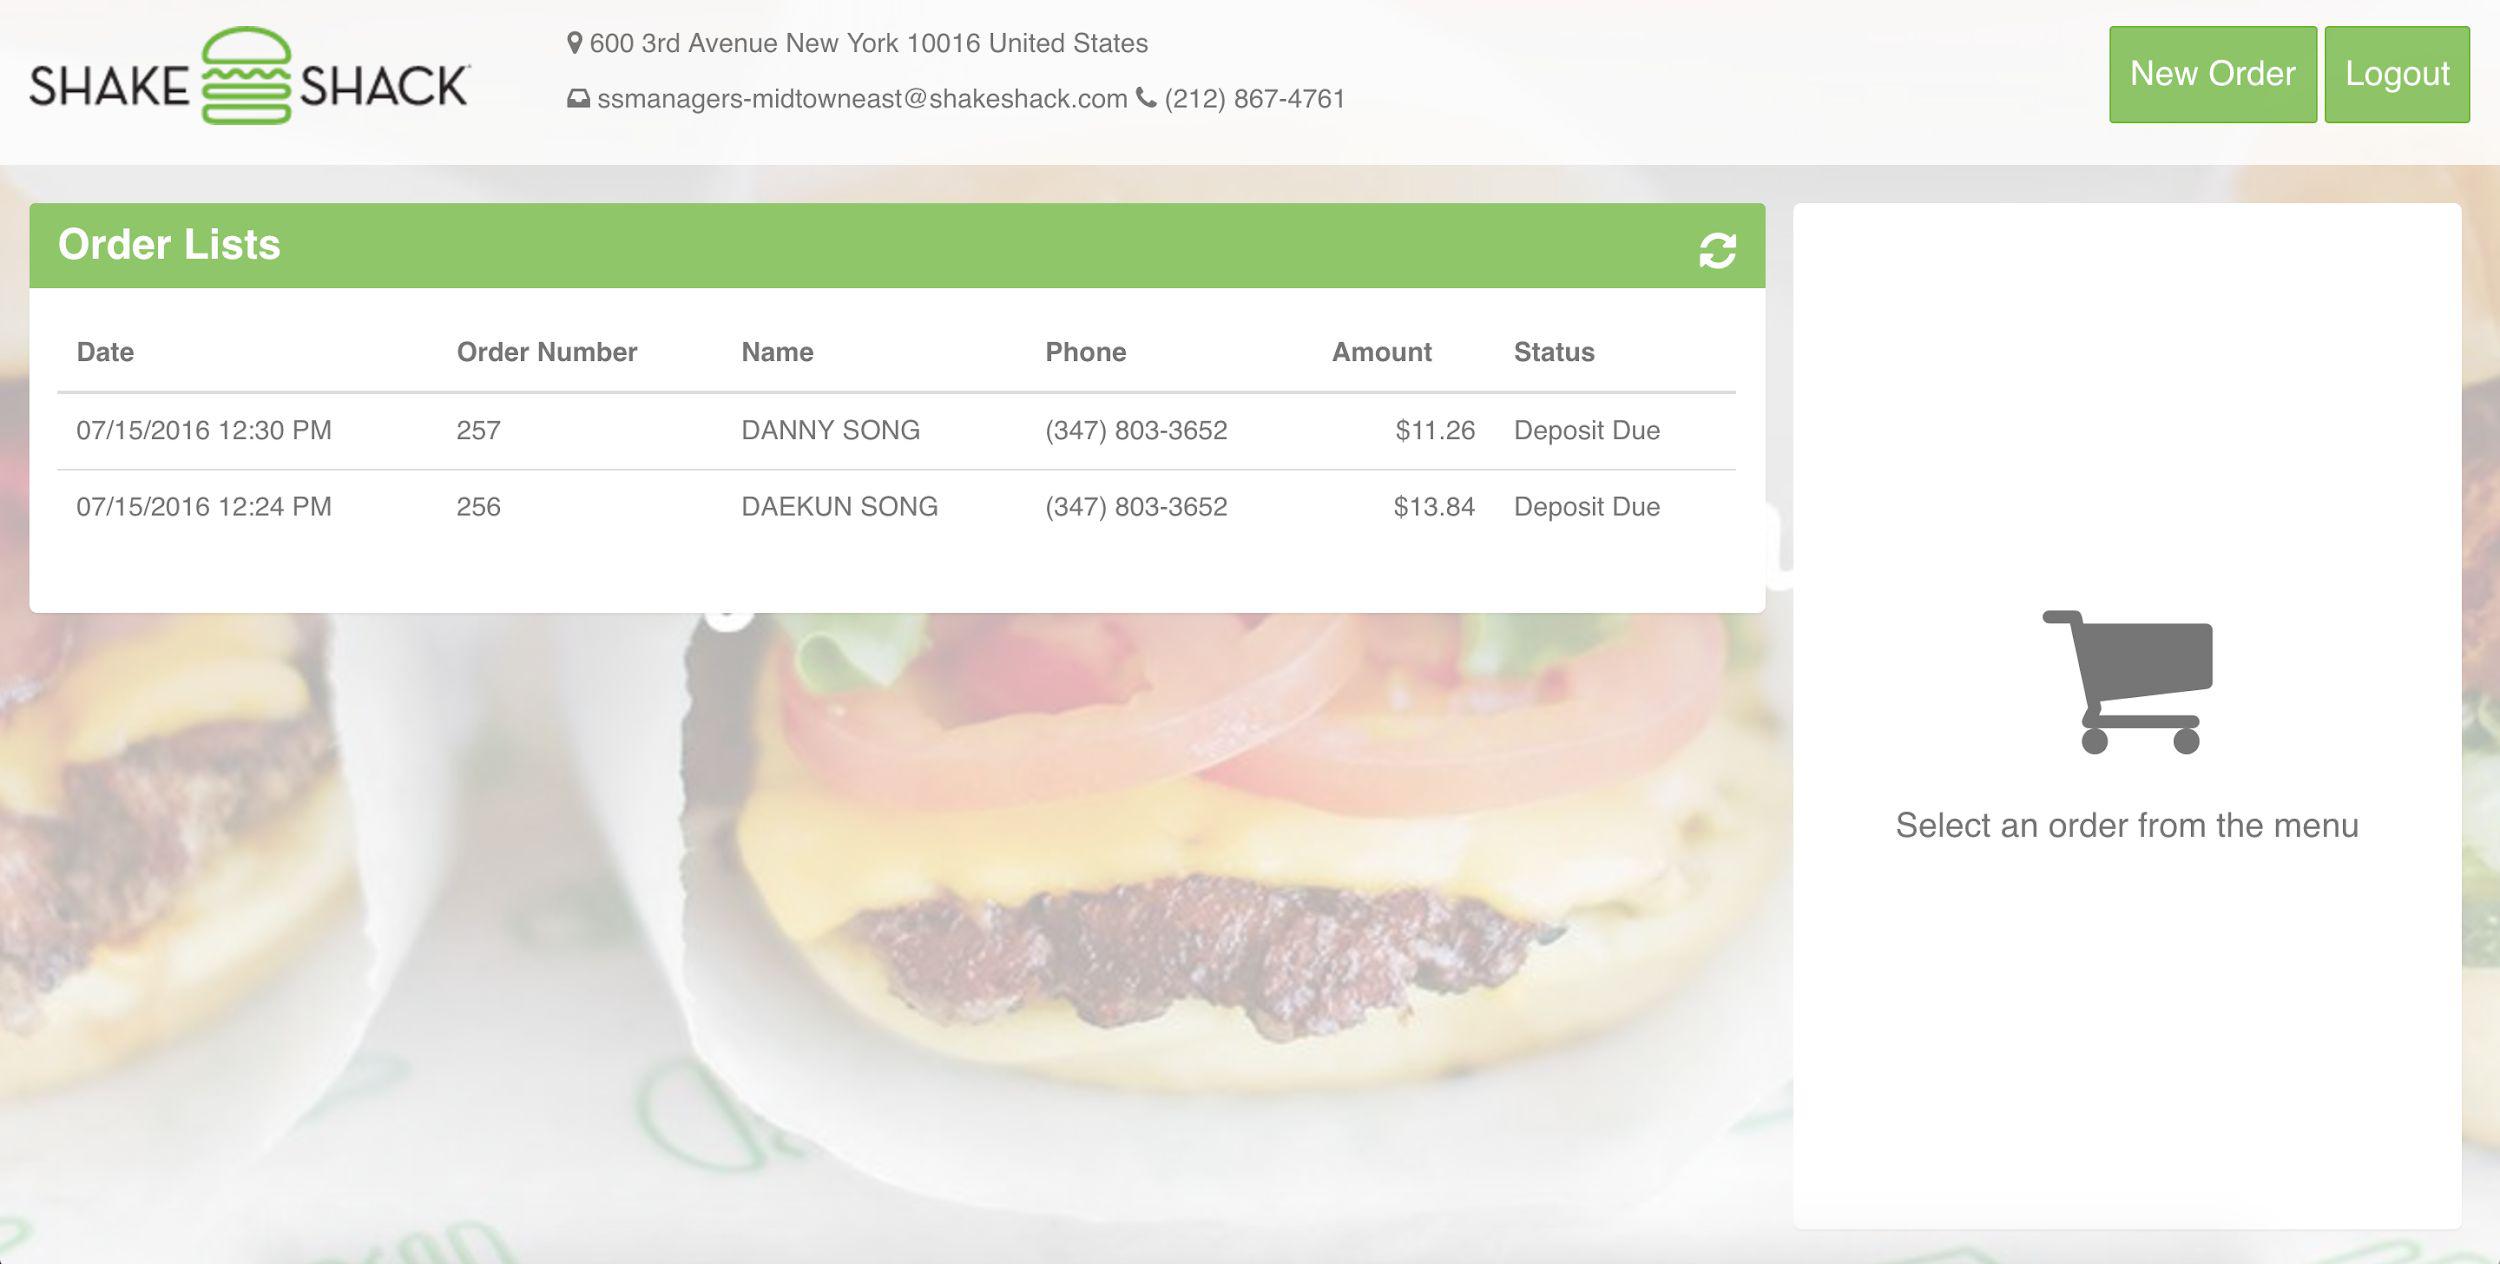 SHAKE SHACK
600 3rd Avenue New York 10016 United States
ssmanagers-midtowneast@shakeshack.com (212) 867-4761
New Order Logout
Order Lists
Date Order Number Name Phone Amount Status
07/15/2016 12:30 PM 257 DANNY SONG (347) 803-3652 $11.26 Deposit Due
07/15/2016 12:24 PM 256 DAEKUN SONG (347) 803-3652 $13.84 Deposit Due
Select an order from the menu